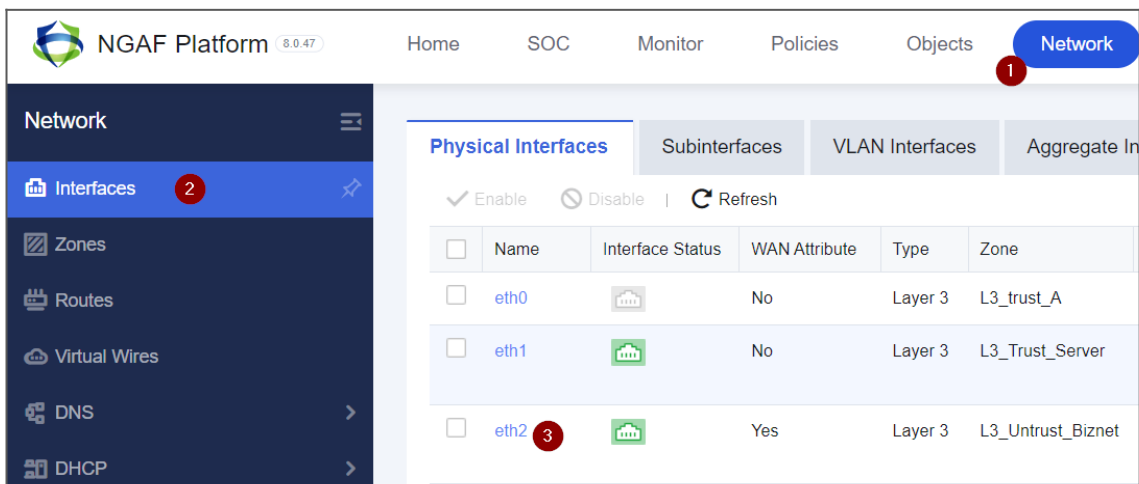 NGAF Platform 8.0.47 Home SOC Monitor Policies Objects Network
1
Network
Physical Interfaces Subinterfaces VLAN Interfaces Aggregate In
Interfaces 2
Enable Disable | Refresh
Zones
Name Interface Status WAN Attribute Type Zone
Routes
eth0 No Layer 3 L3_trust_A
Virtual Wires
eth1 No Layer 3 L3_Trust_Server
DNS
eth2 3 Yes Layer 3 L3_Untrust_Biznet
DHCP